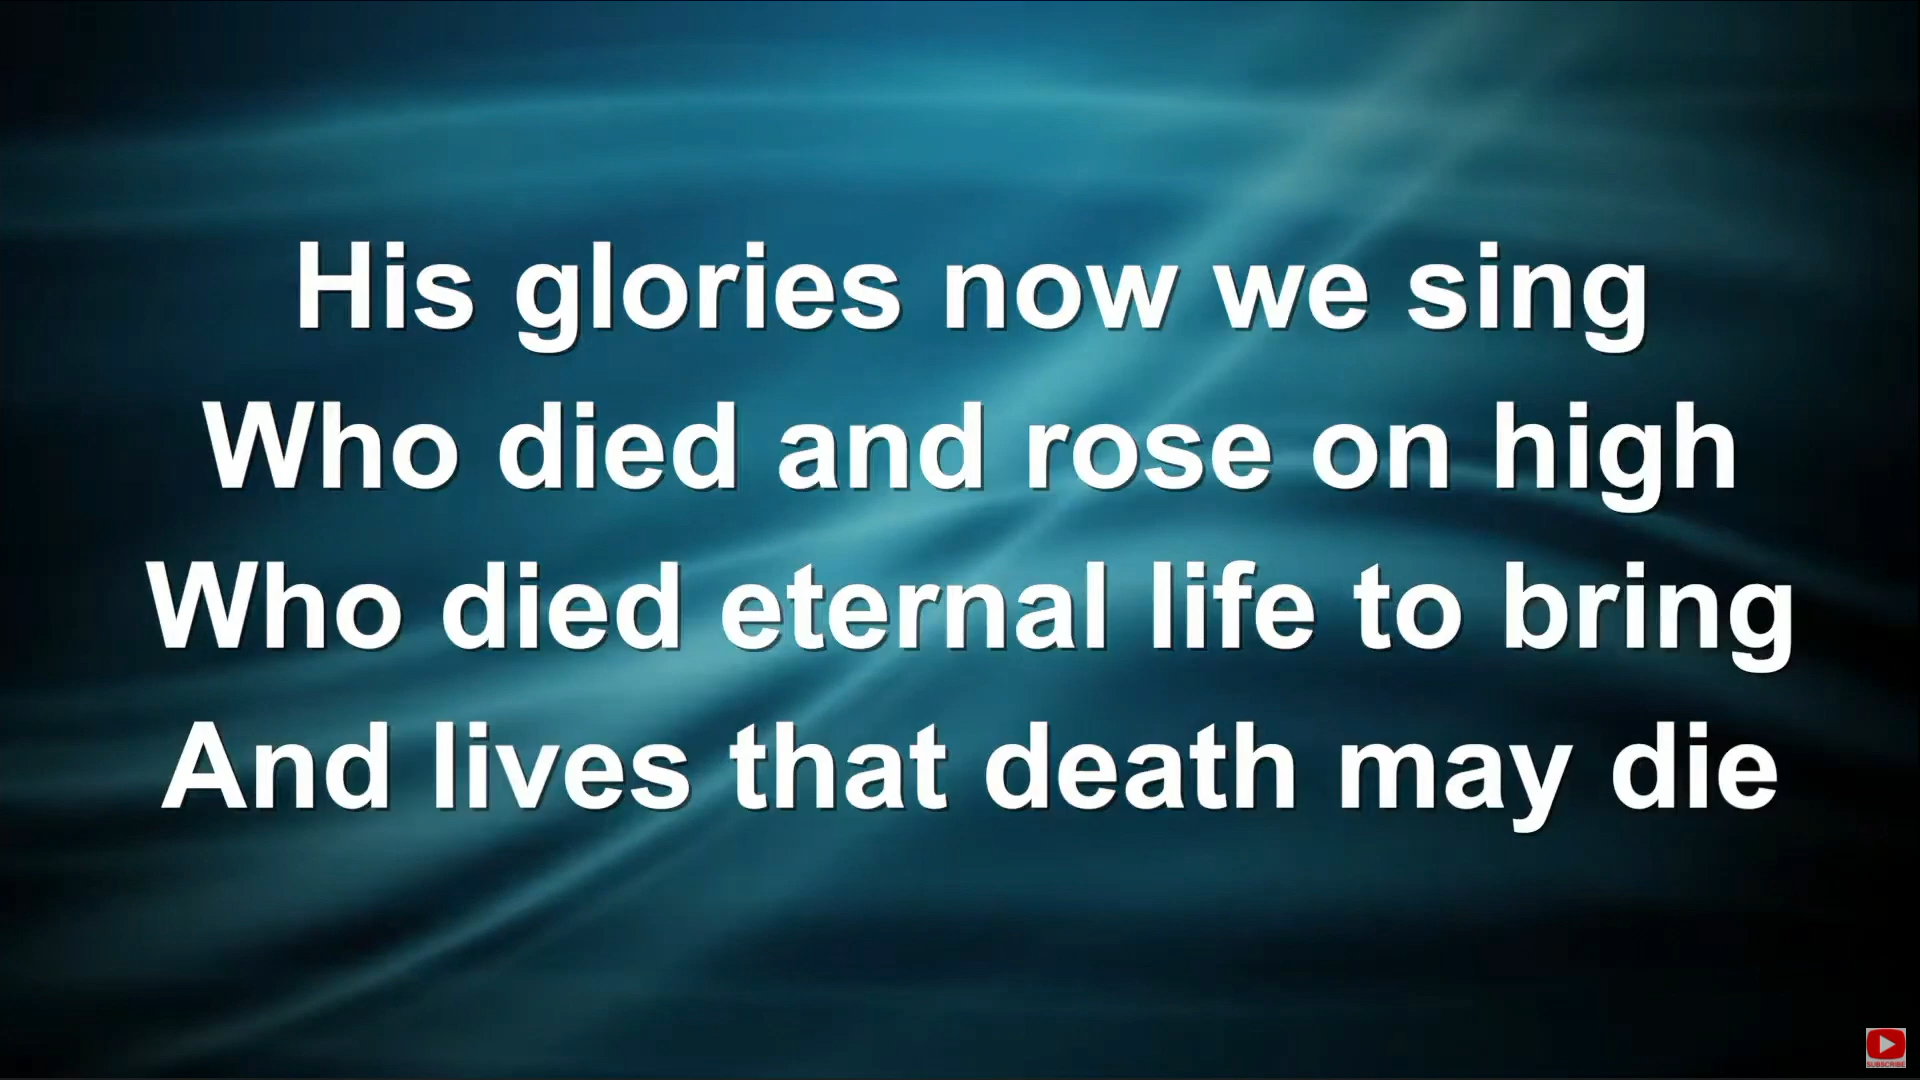 His glories now we sing
Who died and rose on high
Who died eternal life to bring
And lives that death may die
SUBSCRIBE